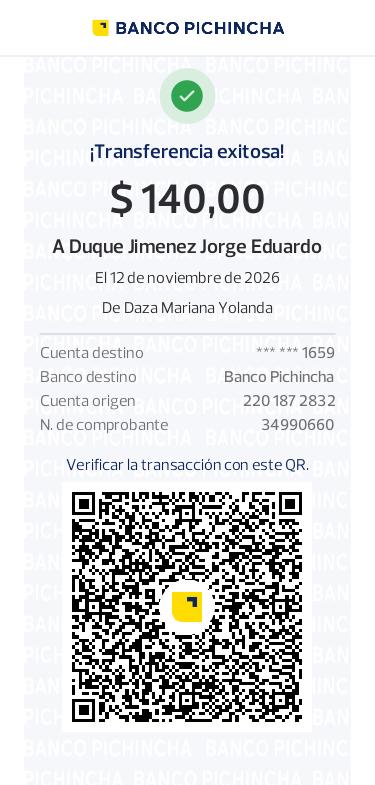 BANCO PICHINCHA
¡Transferencia exitosa!
$ 140,00
A Duque Jimenez Jorge Eduardo
El 12 de noviembre de 2026
De Daza Mariana Yolanda
Cuenta destino *** *** 1659
Banco destino Banco Pichincha
Cuenta origen 220 187 2832
N. de comprobante 34990660
Verificar la transacción con este QR.